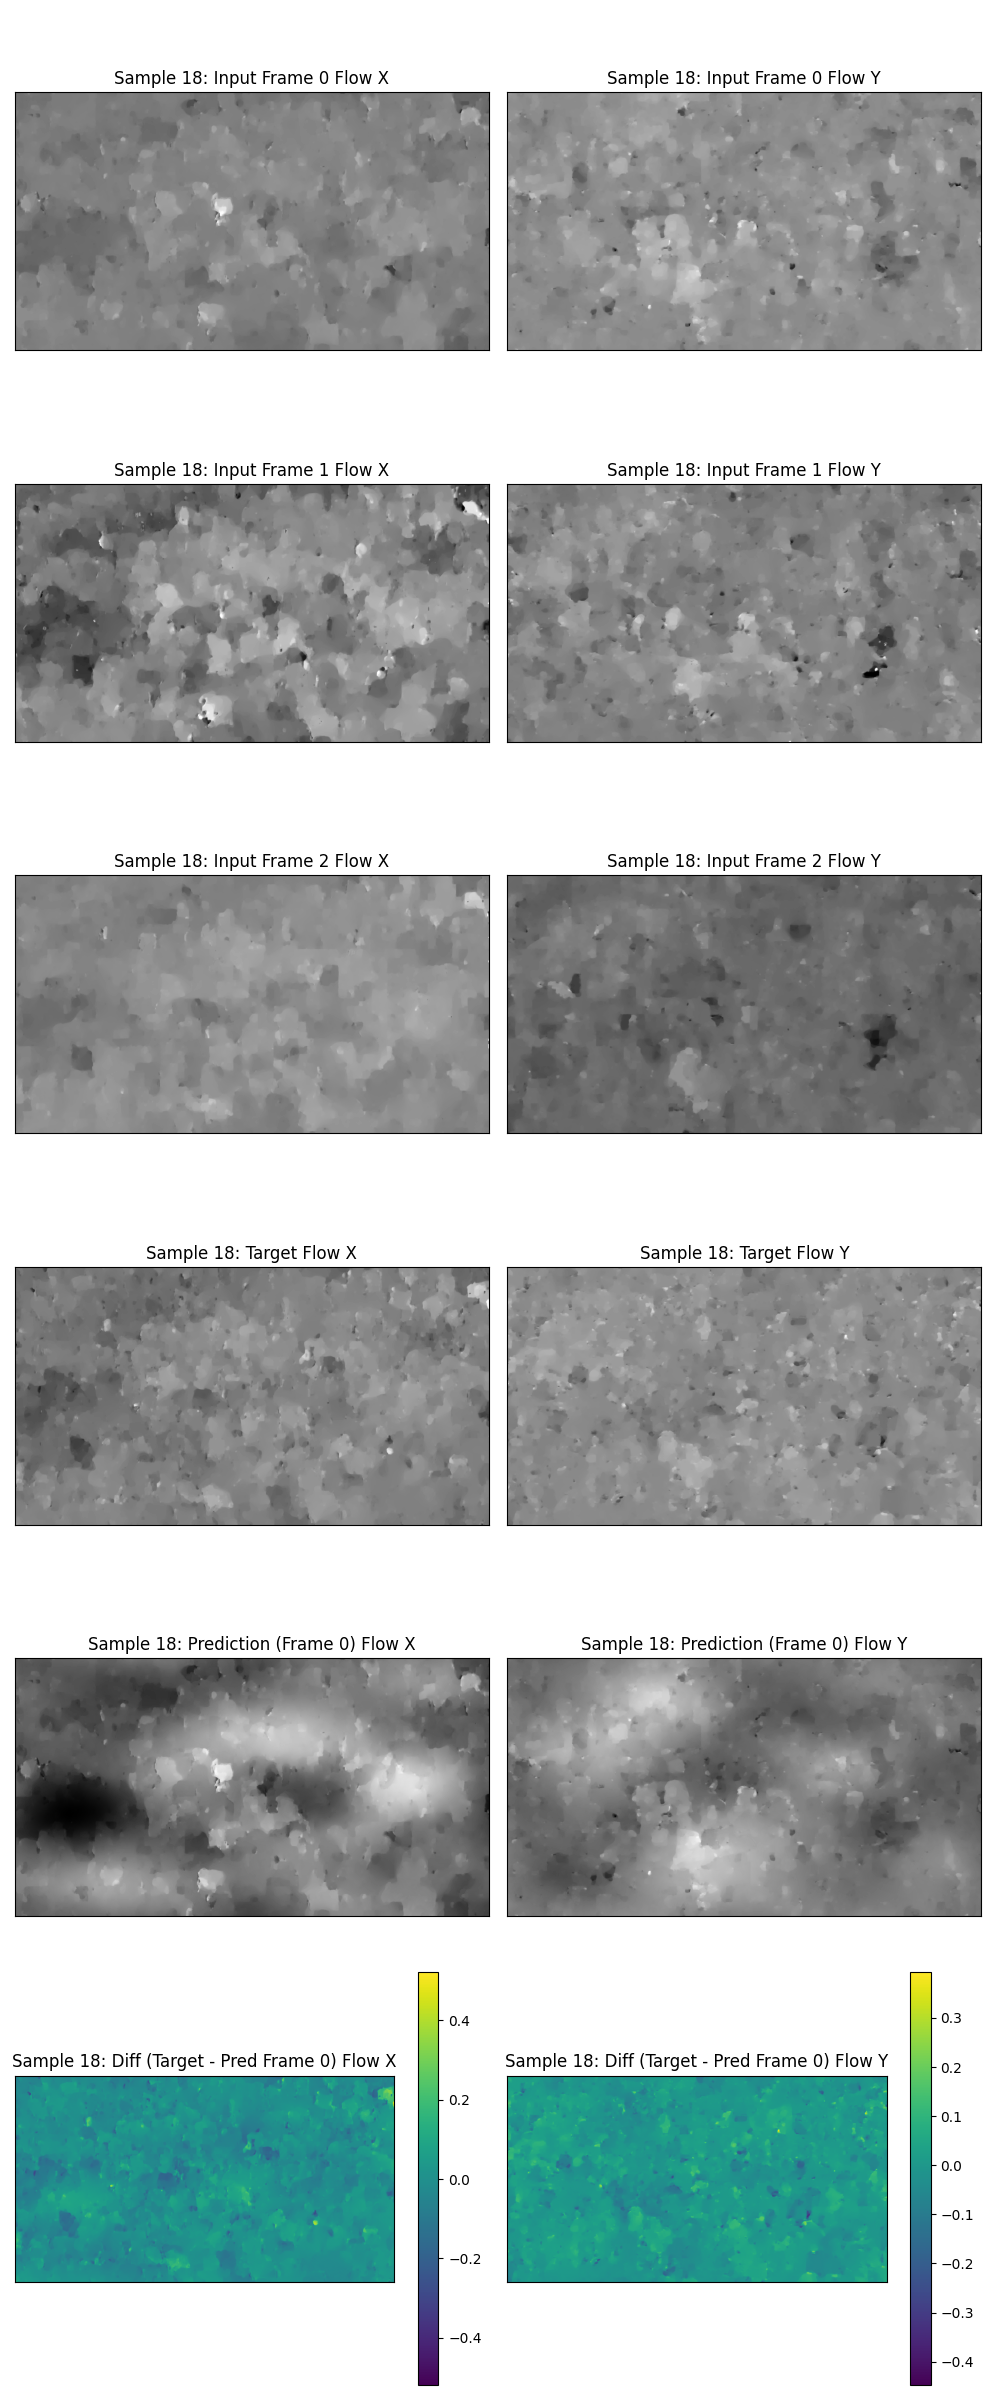 Sample 18: Input Frame 0 Flow X
Sample 18: Input Frame 0 Flow Y
Sample 18: Input Frame 1 Flow X
Sample 18: Input Frame 1 Flow Y
Sample 18: Input Frame 2 Flow X
Sample 18: Input Frame 2 Flow Y
Sample 18: Target Flow X
Sample 18: Target Flow Y
Sample 18: Prediction (Frame 0) Flow X
Sample 18: Prediction (Frame 0) Flow Y
Sample 18: Diff (Target - Pred Frame 0) Flow X
0.4
0.2
0.0
−0.2
−0.4
Sample 18: Diff (Target - Pred Frame 0) Flow Y
0.3
0.2
0.1
0.0
−0.1
−0.2
−0.3
−0.4